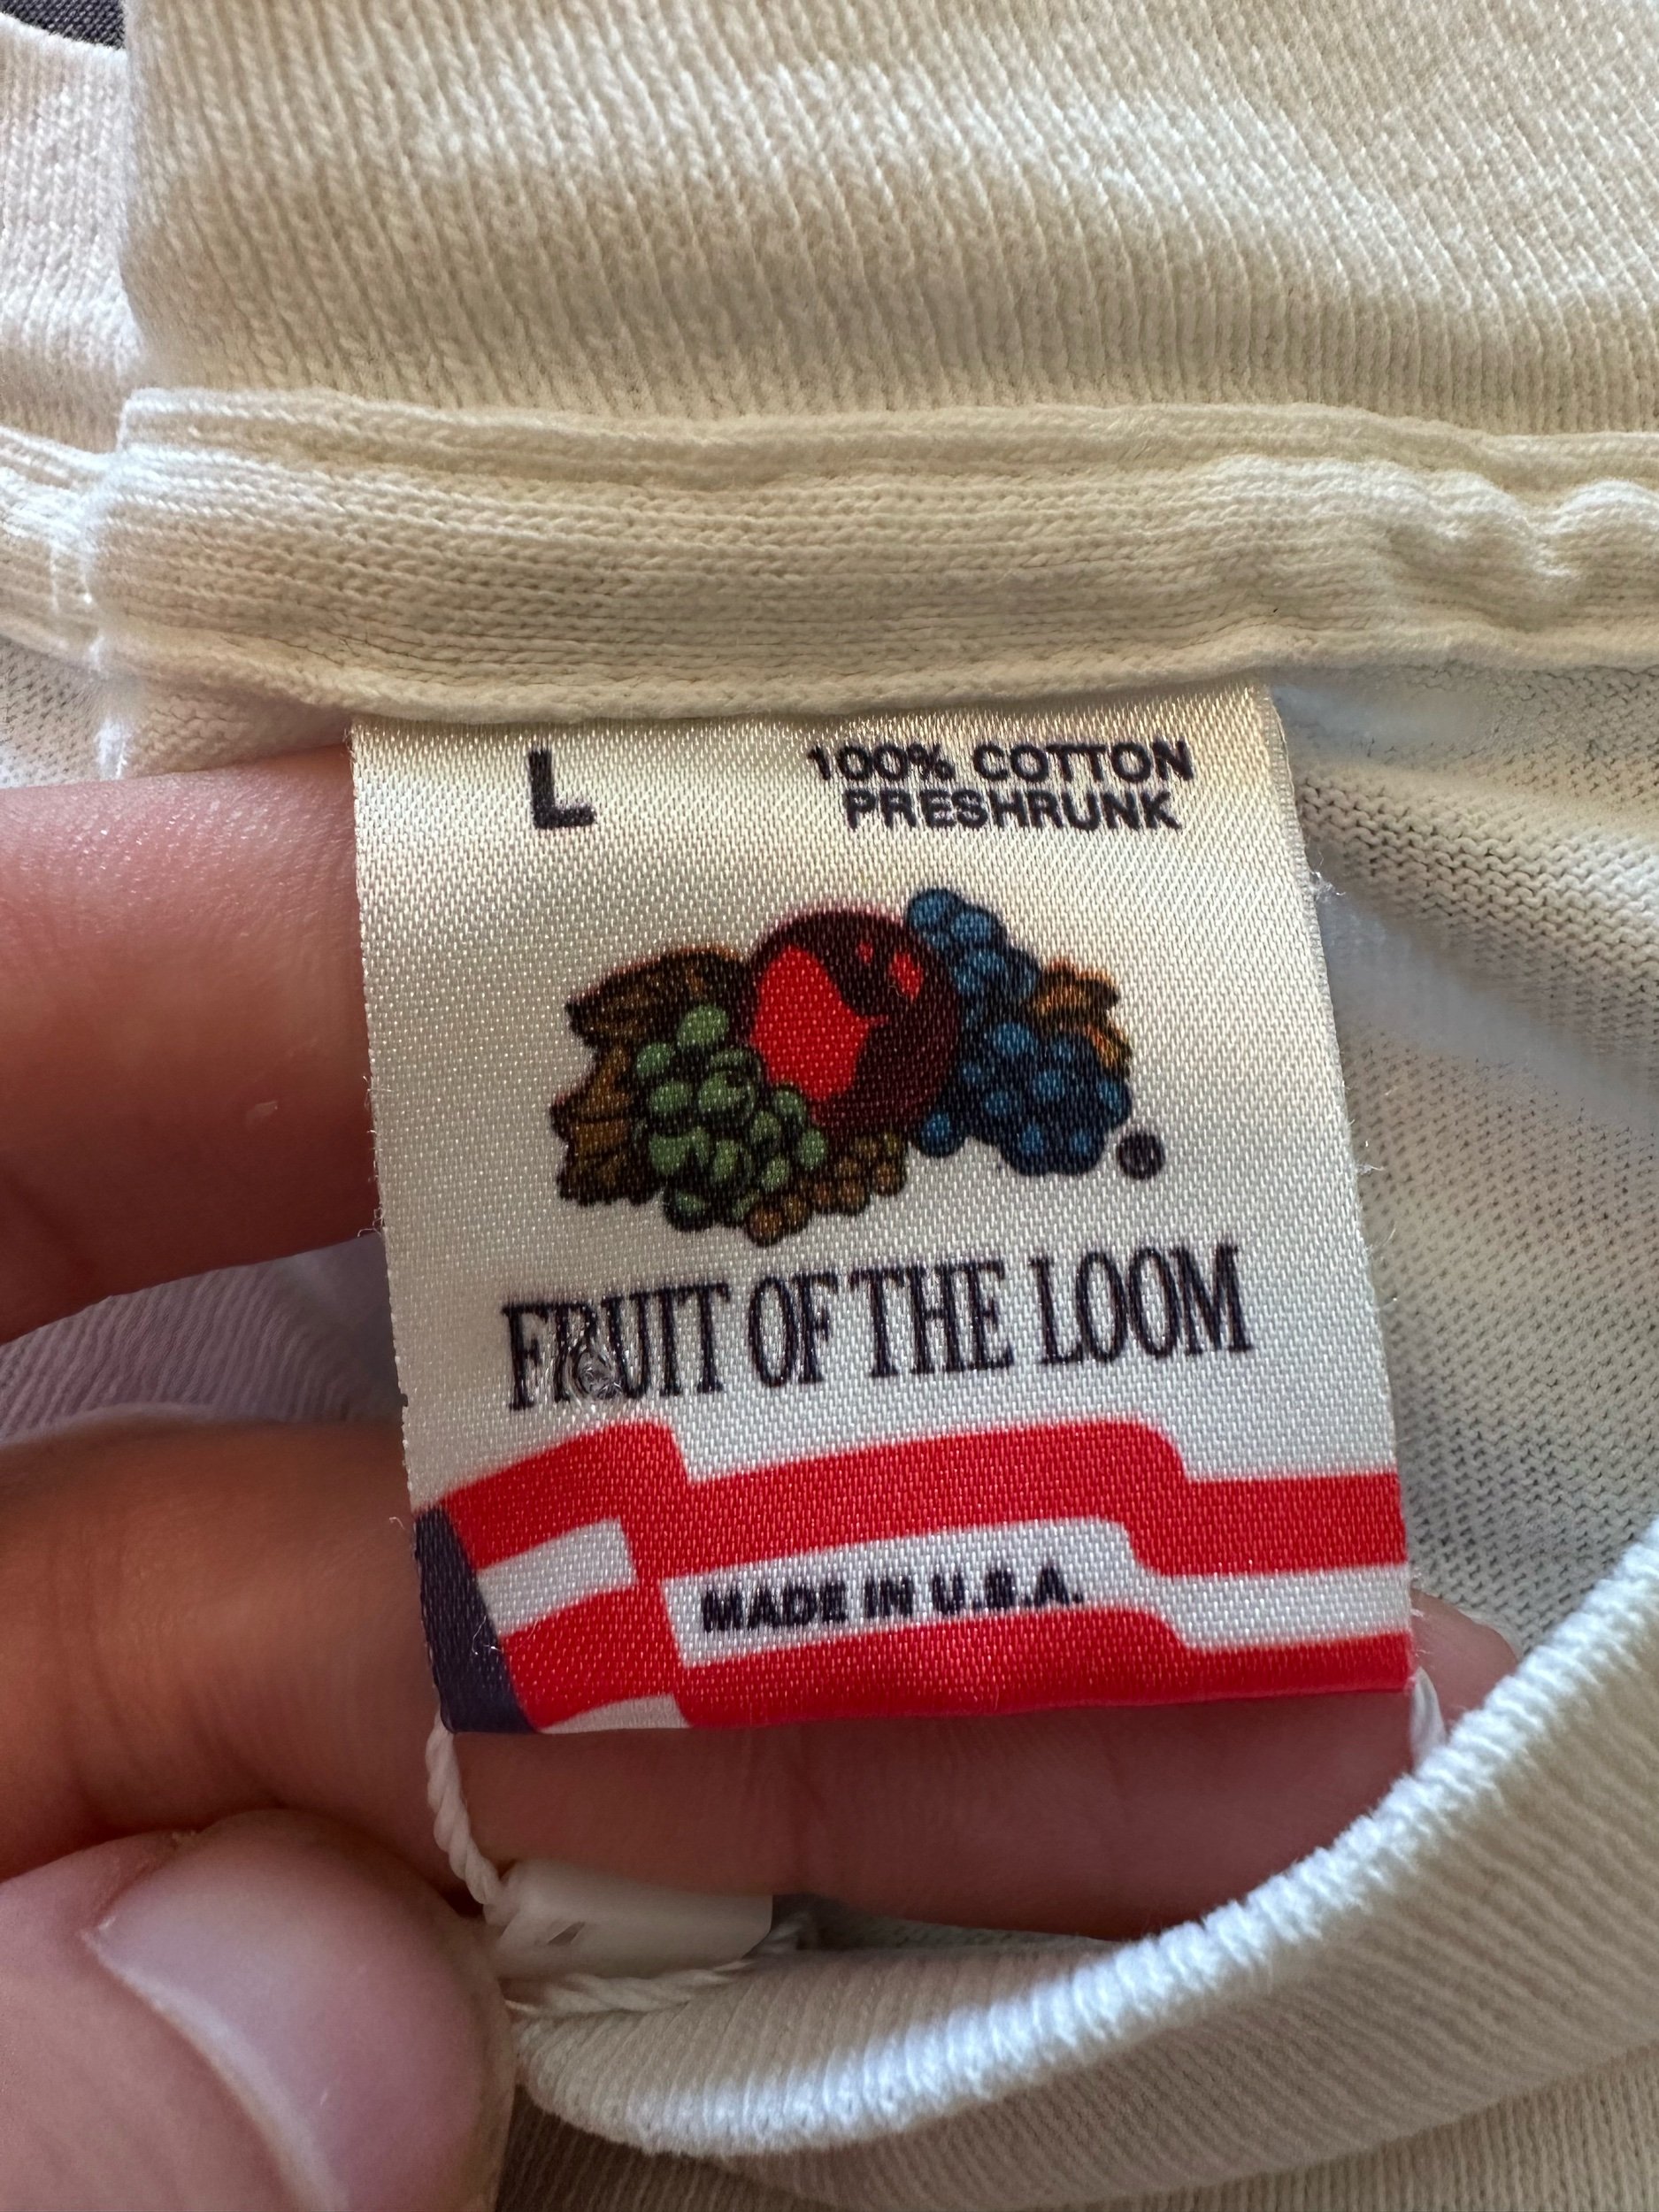 L
100% COTTON
PRESHRUNK
FRUIT OF THE LOOM
MADE IN U.S.A.